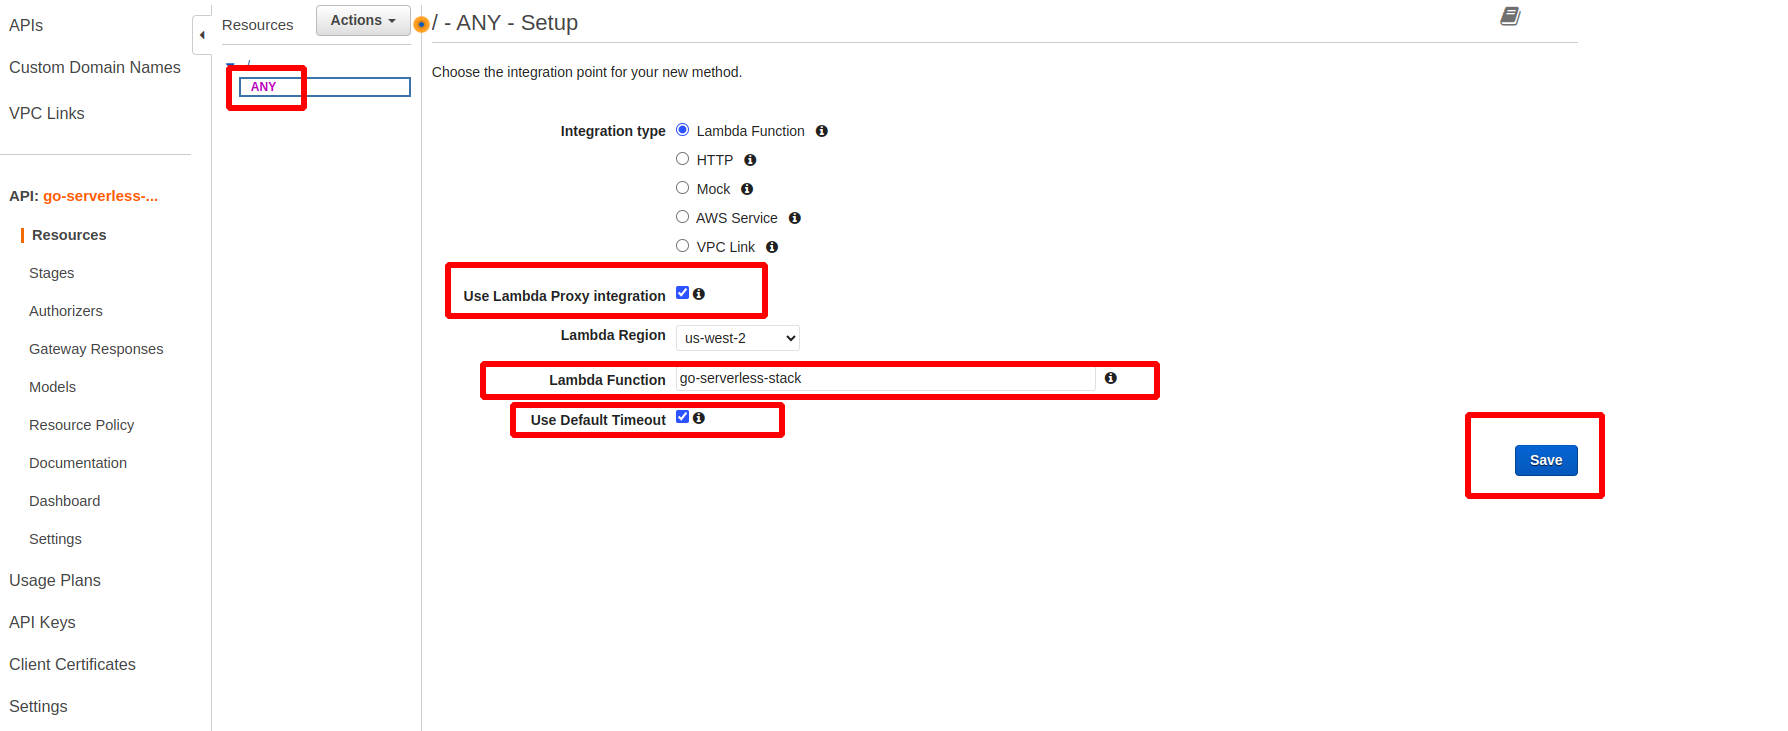 APIs
Custom Domain Names
VPC Links
API: go-serverless-...
Resources
Stages
Authorizers
Gateway Responses
Models
Resource Policy
Documentation
Dashboard
Settings
Usage Plans
API Keys
Client Certificates
Settings
Resources
Actions
/
ANY
/ - ANY - Setup
Choose the integration point for your new method.
Integration type Lambda Function
HTTP
Mock
AWS Service
VPC Link
Use Lambda Proxy integration
Lambda Region us-west-2
Lambda Function go-serverless-stack
Use Default Timeout
Save